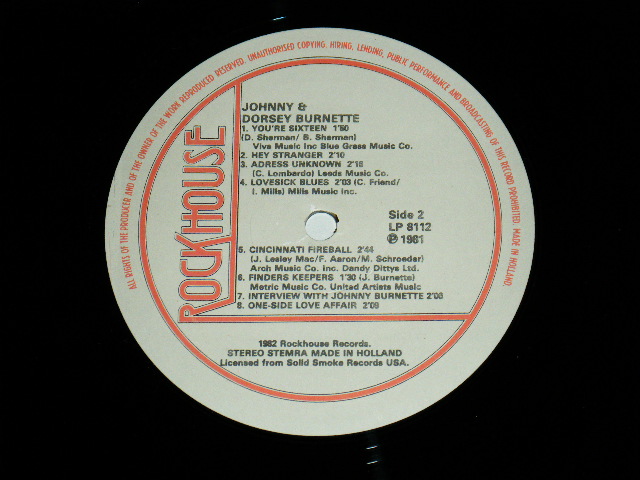 ALL RIGHTS OF THE PRODUCER AND OF THE OWNER OF THE WORK REPRODUCED RESERVED. UNAUTHORISED COPYING, HIRING, LENDING, PUBLIC PERFORMANCE AND BROADCASTING OF THIS RECORD PROHIBITED. MADE IN HOLLAND.
ROCKHOUSE
JOHNNY &
DORSEY BURNETTE
1. YOU'RE SIXTEEN 1'50
(D. Sherman/ B. Sherman)
Viva Music Inc Blue Grass Music Co.
2. HEY STRANGER 2'10
3. ADRESS UNKNOWN 2'16
(C. Lombardo) Leeds Music Co.
4. LOVESICK BLUES 2'03 (C. Friend/
I. Mills) Mills Music Inc.
Side 2
LP 8112
℗ 1981
5. CINCINNATI FIREBALL 2'44
(J. Lesley Mac/F. Aaron/M. Schroeder)
Arch Music Co. Inc. Dandy Dittys Ltd.
6. FINDERS KEEPERS 1'30 (J. Burnette)
Metric Music Co. United Artists Music
7. INTERVIEW WITH JOHNNY BURNETTE 2'08
8. ONE-SIDE LOVE AFFAIR 2'09
1982 Rockhouse Records.
STEREO STEMRA MADE IN HOLLAND
Licensed from Solid Smoke Records USA.